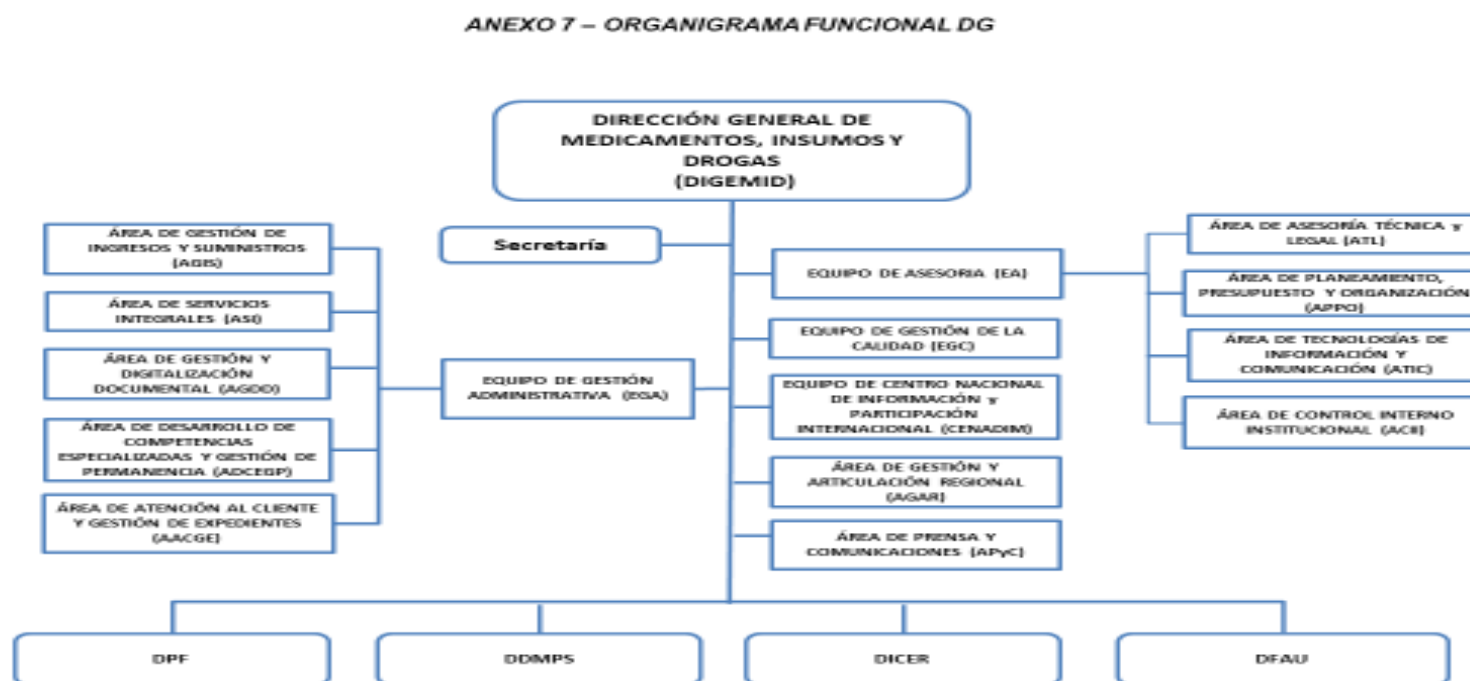 ANEXO 7 – ORGANIGRAMA FUNCIONAL DG
DIRECCIÓN GENERAL DE
MEDICAMENTOS, INSUMOS Y
DROGAS
(DIGEMID)
Secretaría
ÁREA DE GESTIÓN DE
INGRESOS Y SUMINISTROS
(AGIS)
ÁREA DE SERVICIOS
INTEGRALES (ASI)
ÁREA DE GESTIÓN Y
DIGITALIZACIÓN
DOCUMENTAL (AGDD)
ÁREA DE DESARROLLO DE
COMPETENCIAS
ESPECIALIZADAS Y GESTIÓN DE
PERMANENCIA (ADCEGP)
ÁREA DE ATENCIÓN AL CLIENTE
Y GESTIÓN DE EXPEDIENTES
(AACGE)
EQUIPO DE GESTIÓN
ADMINISTRATIVA (EGA)
EQUIPO DE ASESORIA (EA)
EQUIPO DE GESTIÓN DE LA
CALIDAD (EGC)
EQUIPO DE CENTRO NACIONAL
DE INFORMACIÓN y
PARTICIPACIÓN
INTERNACIONAL (CENADIM)
ÁREA DE GESTIÓN Y
ARTICULACIÓN REGIONAL
(AGAR)
ÁREA DE PRENSA Y
COMUNICACIONES (APyC)
ÁREA DE ASESORÍA TÉCNICA y
LEGAL (ATL)
ÁREA DE PLANEAMIENTO,
PRESUPUESTO Y ORGANIZACIÓN
(APPO)
ÁREA DE TECNOLOGÍAS DE
INFORMACIÓN Y
COMUNICACIÓN (ATIC)
ÁREA DE CONTROL INTERNO
INSTITUCIONAL (ACII)
DPF
DDMPS
DICER
DFAU